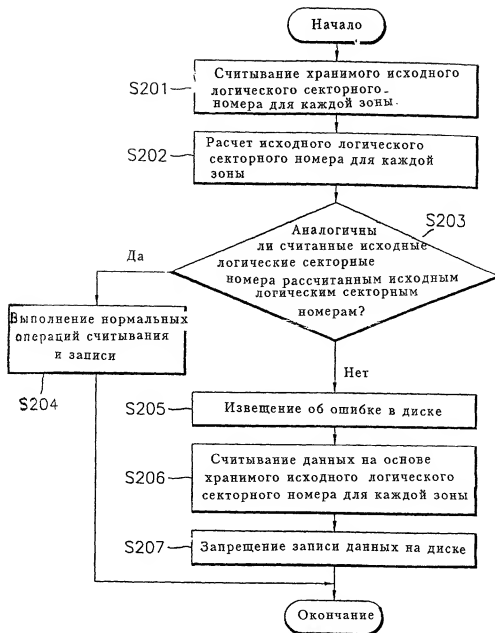 Начало
S201
Считывание хранимого исходного
логического секторного-
номера для каждой зоны.
S202
Расчет исходного логического
секторного номера для каждой
зоны
S203
Аналогичны
ли считанные исходные
логические секторные
номера рассчитанным исходным
логическим секторным
номерам?
Да
Выполнение нормальных
операций считывания
и записи
S204
Нет
S205
Извещение об ошибке в диске
S206
Считывание данных на основе
хранимого исходного логического
секторного номера для каждой зоны
S207
Запрещение записи данных на диске
Окончание